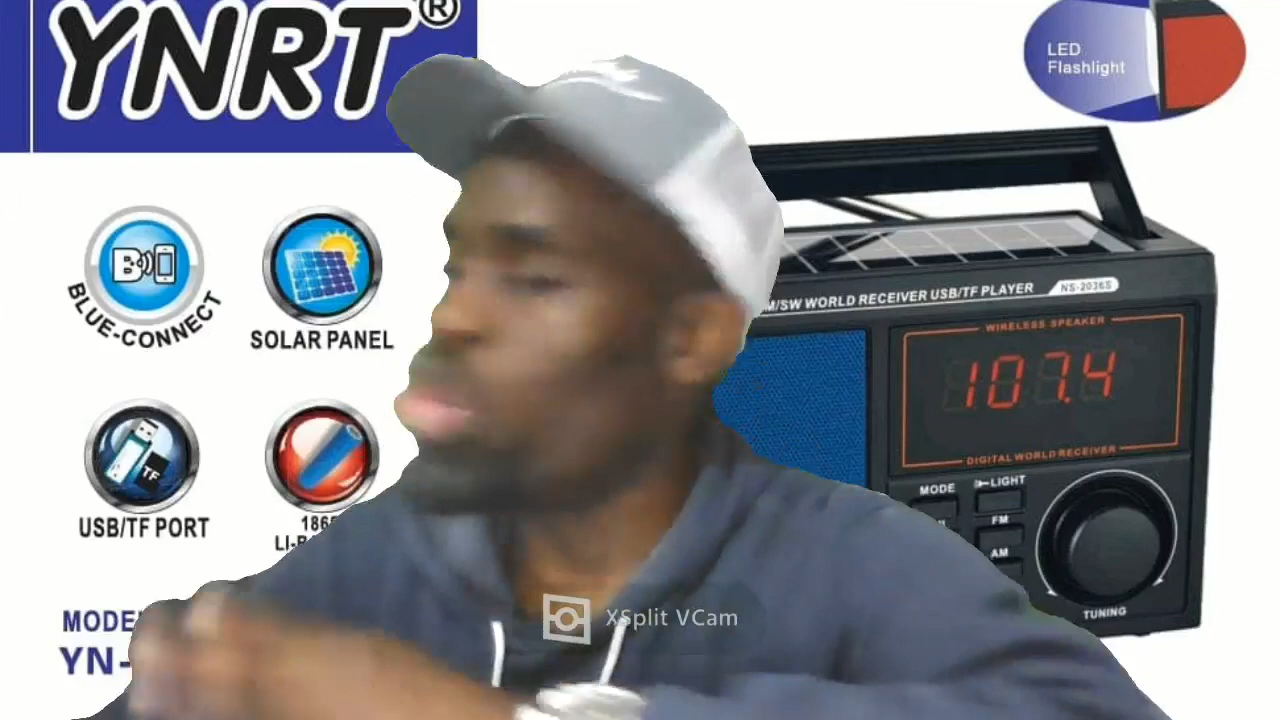 YNRT®
LED
Flashlight
B
BLUE-CONNECT
SOLAR PANEL
M/SW WORLD RECEIVER USB/TF PLAYER NS-2036S
WIRELESS SPEAKER
107.4
DIGITAL WORLD RECEIVER
TF
USB/TF PORT
MODE LIGHT
FM
AM
TUNING
XSplit VCam
YN-